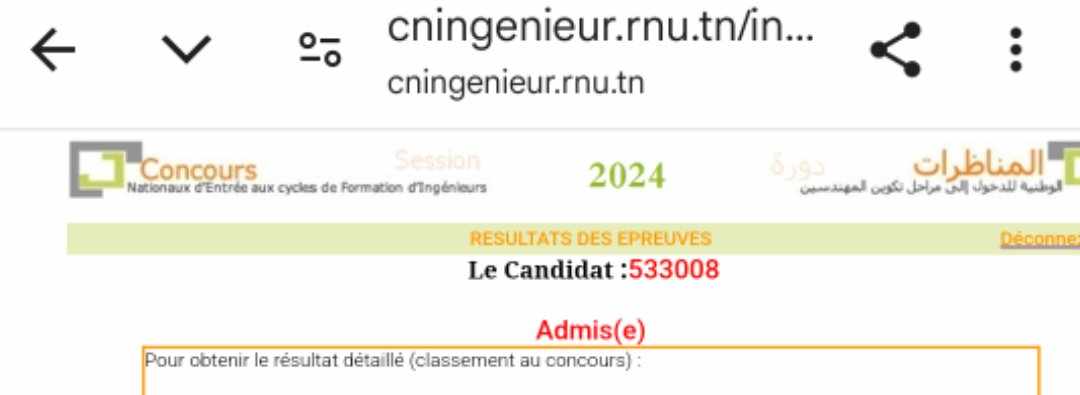 cningenieur.rnu.tn/in...
cningenieur.rnu.tn
Concours
Nationaux d'Entrée aux cycles de Formation d'Ingénieurs
Session
2024
دورة
المناظرات
الوطنية للدخول إلى مراحل تكوين المهندسين
RESULTATS DES EPREUVES
Déconnex
Le Candidat :533008
Admis(e)
Pour obtenir le résultat détaillé (classement au concours) :